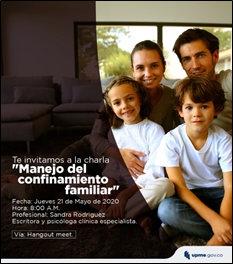 Te invitamos a la charla
"Manejo del
confinamiento
familiar"
Fecha: Jueves 21 de Mayo de 2020
Hora: 8:00 A.M.
Profesional: Sandra Rodriguez
Escritora y psicóloga clínica especialista.
Vía: Hangout meet.
upme.gov.co